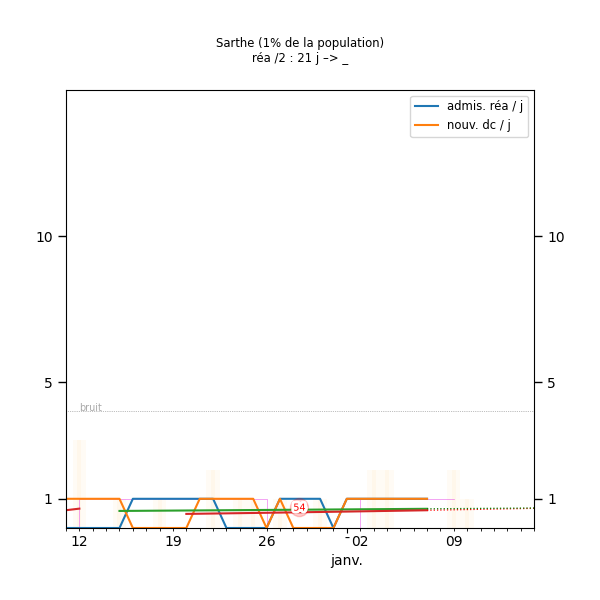 Sarthe (1% de la population)
réa /2 : 21 j –> _
admis. réa / j
nouv. dc / j
10 10
5 5
bruit
1 1
54
12 19 26 02 09
janv.